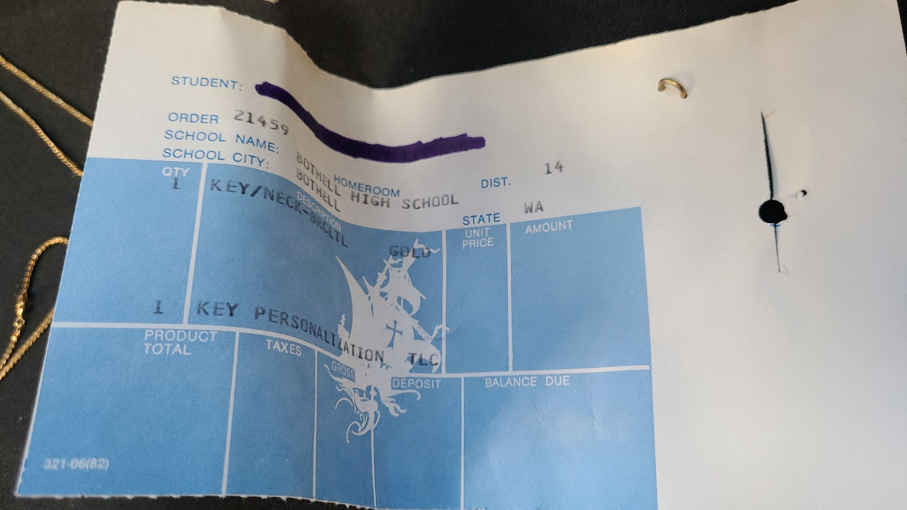 STUDENT:
ORDER 21459
SCHOOL NAME: BOTHELL HIGH SCHOOL
SCHOOL CITY: BOTHELL
HOMEROOM
DIST. 14
STATE WA
QTY DESCRIPTION UNIT PRICE AMOUNT
1 KEY/NECK- GOLD
1 KEY PERSONALIZATION TLC
PRODUCT TOTAL TAXES DEPOSIT BALANCE DUE
321-06(82)